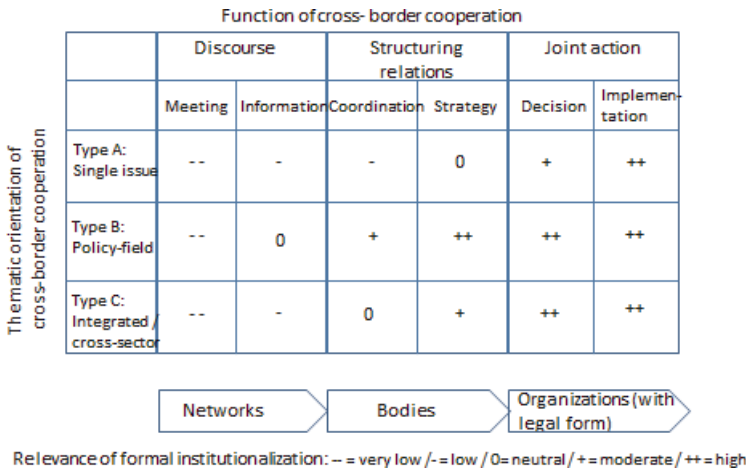 Function of cross- border cooperation
Discourse Structuring relations Joint action
Meeting Information Coordination Strategy Decision Implemen-tation
Thematic orientation of
cross-border cooperation
Type A:
Single issue
-- - - 0 + ++
Type B:
Policy-field
-- 0 + ++ ++ ++
Type C:
Integrated /
cross-sector
-- - 0 + ++ ++
Networks
Bodies
Organizations (with
legal form)
Relevance of formal institutionalization: -- = very low /-= low / 0= neutral / += moderate/ ++= high